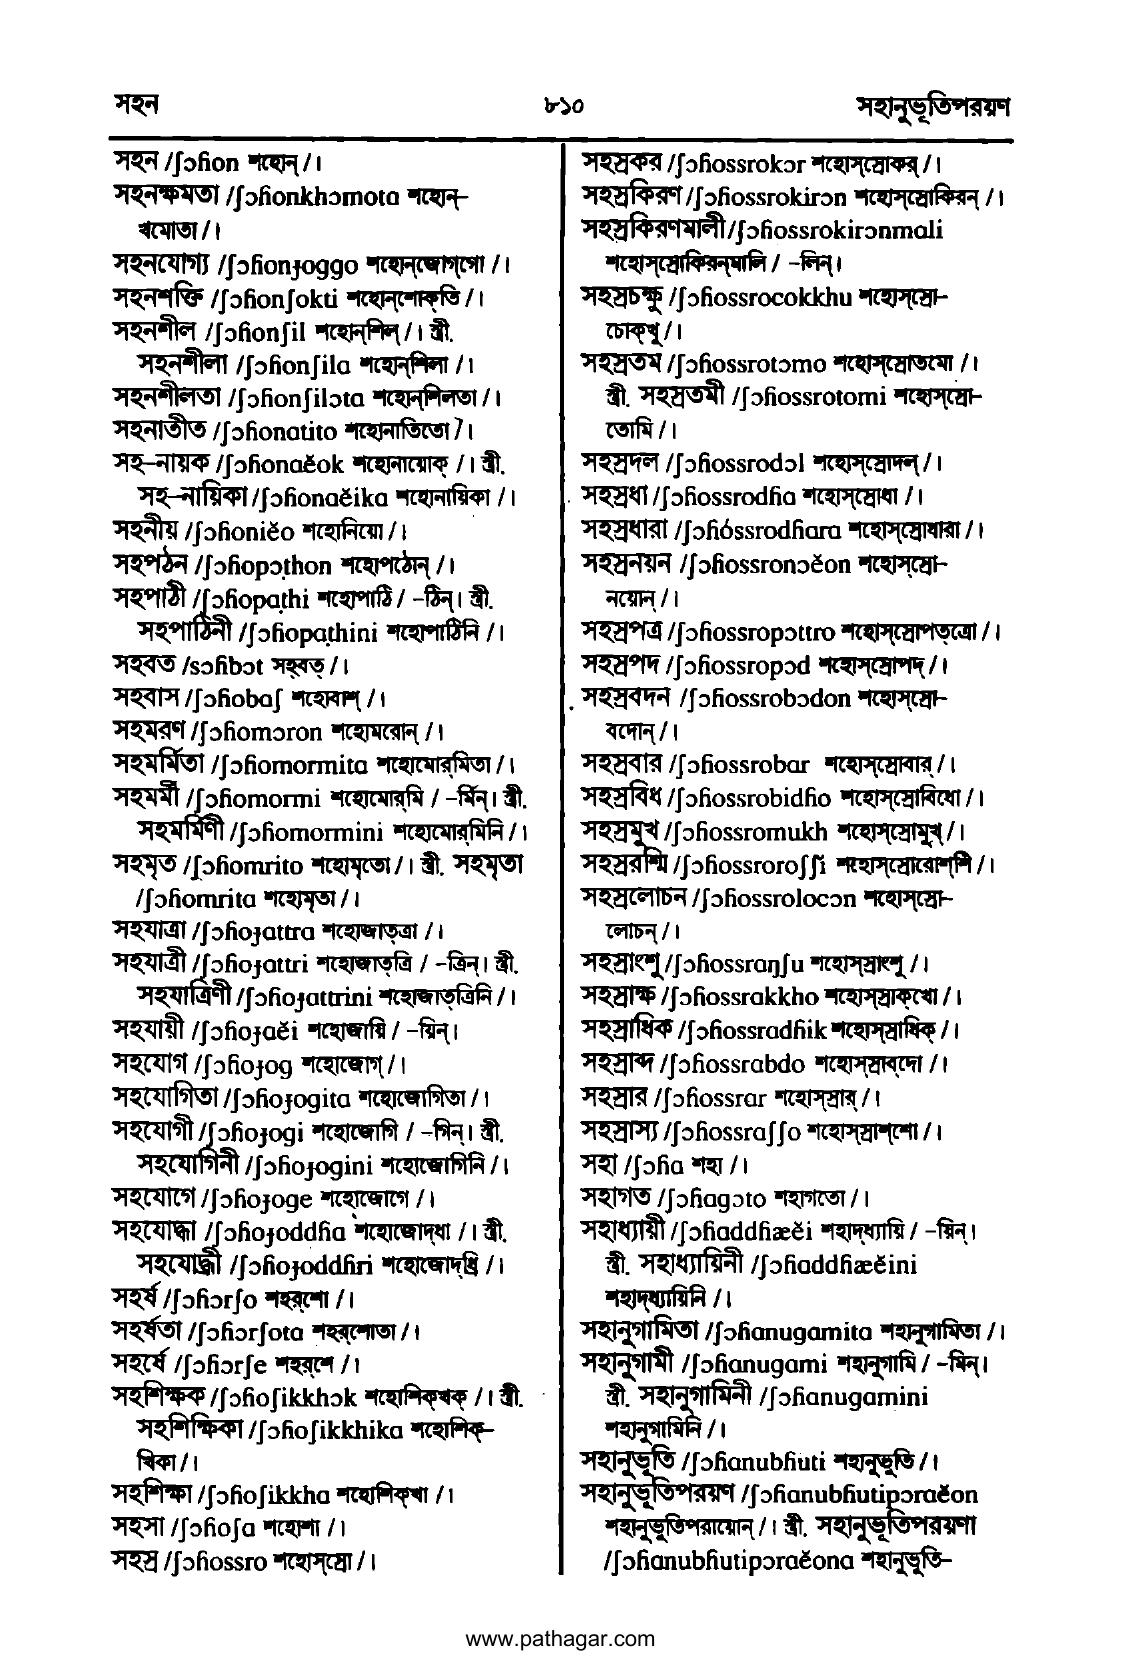 সহন ৮১০ সহানুভূতিপরয়ণ
সহন /ʃɔɦon শহোন্ / ।
সহনক্ষমতা /ʃɔɦonkhɔmota শহোন্–
খমোতা / ।
সহনযোগ্য /ʃɔɦonɟoggo শহোন্‌জোগ্‌গো / ।
সহনশক্তি /ʃɔɦonʃokti শহোন্‌শোক্‌তি / ।
সহনশীল /ʃɔɦonʃil শহোন্‌শিল্ / । স্ত্রী.
সহনশীলা /ʃɔɦonʃila শহোন্‌শিলা / ।
সহনশীলতা /ʃɔɦonʃilɔta শহোন্‌শিলতা / ।
সহনাতীত /ʃɔɦonatito শহোনাতিতো / ।
সহ–নায়ক /ʃɔɦonaĕok শহোনায়োক্ / । স্ত্রী.
সহ–নায়িকা /ʃɔɦonaĕika শহোনায়িকা / ।
সহনীয় /ʃɔɦoniĕo শহোনিয়ো / ।
সহপঠন /ʃɔɦopɔṭhon শহোপঠোন্ / ।
সহপাঠী /ʃɔɦopaṭhi শহোপাঠি / –ঠিন্ । স্ত্রী.
সহপাঠিনী /ʃɔɦopaṭhini শহোপাঠিনি / ।
সহবত /sɔɦbɔt সহ্‌বত্ / ।
সহবাস /ʃɔɦobaʃ শহোবাশ্ / ।
সহমরণ /ʃɔɦomɔron শহোমরোন্ / ।
সহমর্মিতা /ʃɔɦomormita শহোমোর্‌মিতা / ।
সহমর্মী /ʃɔɦomormi শহোমোর্‌মি / –র্মিন্ । স্ত্রী.
সহমর্মিণী /ʃɔɦomormini শহোমোর্‌মিনি / ।
সহমৃত /ʃɔɦomrito শহোমৃতো / । স্ত্রী. সহমৃতা
/ʃɔɦomrita শহোমৃতা / ।
সহযাত্রা /ʃɔɦoɟattra শহোজাত্‌ত্রা / ।
সহযাত্রী /ʃɔɦoɟattri শহোজাত্‌ত্রি / –ত্রিন্ । স্ত্রী.
সহযাত্রিণী /ʃɔɦoɟattrini শহোজাত্‌ত্রিনি / ।
সহযায়ী /ʃɔɦoɟaĕi শহোজায়ি / –য়িন্ ।
সহযোগ /ʃɔɦoɟog শহোজোগ্ / ।
সহযোগিতা /ʃɔɦoɟogita শহোজোগিতা / ।
সহযোগী /ʃɔɦoɟogi শহোজোগি / –গিন্ । স্ত্রী.
সহযোগিনী /ʃɔɦoɟogini শহোজোগিনি / ।
সহযোগে /ʃɔɦoɟoge শহোজোগে / ।
সহযোদ্ধা /ʃɔɦoɟoddɦa শহোজোদ্‌ধা / । স্ত্রী.
সহযোদ্ধ্রী /ʃɔɦoɟoddɦri শহোজোদ্‌ধ্রি / ।
সহর্ষ /ʃɔɦɔrʃo শহর্‌শো / ।
সহর্ষতা /ʃɔɦɔrʃota শহর্‌শোতা / ।
সহর্ষে /ʃɔɦɔrʃe শহর্‌শে / ।
সহশিক্ষক /ʃɔɦoʃikkhɔk শহোশিক্‌খক্ / । স্ত্রী.
সহশিক্ষিকা /ʃɔɦoʃikkhika শহোশিক্–
খিকা / ।
সহশিক্ষা /ʃɔɦoʃikkha শহোশিক্‌খা / ।
সহসা /ʃɔɦoʃa শহোশা / ।
সহস্র /ʃɔɦossro শহোস্‌স্রো / ।
সহস্রকর /ʃɔɦossrokɔr শহোস্‌স্রোকর্ / ।
সহস্রকিরণ /ʃɔɦossrokirɔn শহোস্‌স্রোকিরন্ / ।
সহস্রকিরণমালী /ʃɔɦossrokirɔnmali
শহোস্‌স্রোকিরন্‌মালি / –লিন্ ।
সহস্রচক্ষু /ʃɔɦossrocokkhu শহোস্‌স্রো–
চোক্‌খু / ।
সহস্রতম /ʃɔɦossrotɔmo শহোস্‌স্রোতমো / ।
স্ত্রী. সহস্রতমী /ʃɔɦossrotomi শহোস্‌স্রো–
তোমি / ।
সহস্রদল /ʃɔɦossrodɔl শহোস্‌স্রোদল্ / ।
সহস্রধা /ʃɔɦossrodɦa শহোস্‌স্রোধা / ।
সহস্রধারা /ʃɔɦóssrodɦara শহোস্‌স্রোধারা / ।
সহস্রনয়ন /ʃɔɦossronɔĕon শহোস্‌স্রো–
নয়োন্ / ।
সহস্রপত্র /ʃɔɦossropɔttro শহোস্‌স্রোপত্‌ত্রো / ।
সহস্রপদ /ʃɔɦossropɔd শহোস্‌স্রোপদ্ / ।
সহস্রবদন /ʃɔɦossrobɔdon শহোস্‌স্রো–
বদোন্ / ।
সহস্রবার /ʃɔɦossrobar শহোস্‌স্রোবার্ / ।
সহস্রবিধ /ʃɔɦossrobidɦo শহোস্‌স্রোবিধো / ।
সহস্রমুখ /ʃɔɦossromukh শহোস্‌স্রোমুখ্ / ।
সহস্ররশ্মি /ʃɔɦossroroʃʃĩ শহোস্‌স্রোরোশ্‌শিঁ / ।
সহস্রলোচন /ʃɔɦossrolocɔn শহোস্‌স্রো–
লোচন্ / ।
সহস্রাংশু /ʃɔɦossraŋʃu শহোস্‌স্রাংশু / ।
সহস্রাক্ষ /ʃɔɦossrakkho শহোস্‌স্রাক্‌খো / ।
সহস্রাধিক /ʃɔɦossradɦik শহোস্‌স্রাধিক্ / ।
সহস্রাব্দ /ʃɔɦossrabdo শহোস্‌স্রাব্‌দো / ।
সহস্রার /ʃɔɦossrar শহোস্‌স্রার্ / ।
সহস্রাস্য /ʃɔɦossraʃʃo শহোস্‌স্রাশ্‌শো / ।
সহা /ʃɔɦa শহা / ।
সহাগত /ʃɔɦagɔto শহাগতো / ।
সহাধ্যায়ী /ʃɔɦaddɦæĕi শহাদ্‌ধ্যায়ি / –য়িন্ ।
স্ত্রী. সহাধ্যায়িনী /ʃɔɦaddɦæĕini
শহাদ্‌ধ্যায়িনি / ।
সহানুগামিতা /ʃɔɦanugamita শহানুগামিতা / ।
সহানুগামী /ʃɔɦanugami শহানুগামি / –মিন্ ।
স্ত্রী. সহানুগামিনী /ʃɔɦanugamini
শহানুগামিনি / ।
সহানুভূতি /ʃɔɦanubɦuti শহানুভুতি / ।
সহানুভূতিপরয়ণ /ʃɔɦanubɦutipɔraĕon
শহানুভুতিপরায়োন্ / । স্ত্রী. সহানুভূতিপরয়ণা
/ʃɔɦanubɦutipɔraĕona শহানুভুতি–
www.pathagar.com